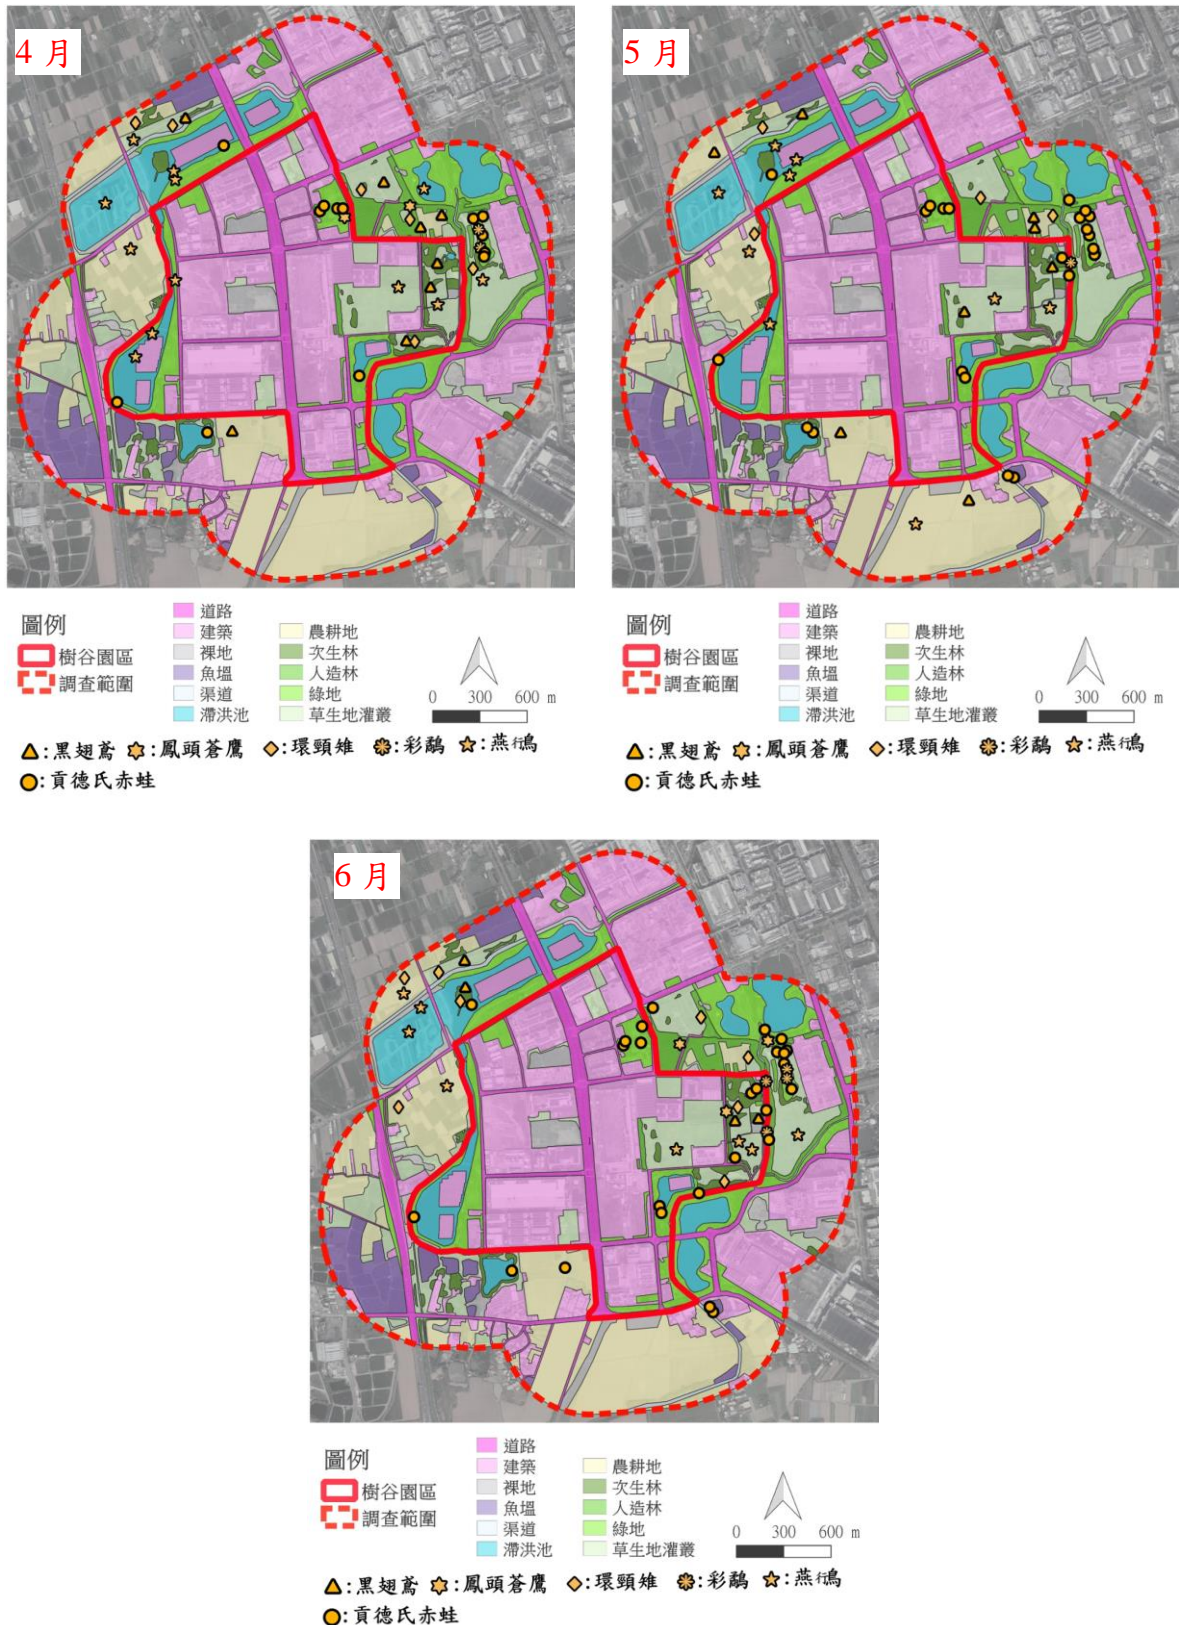 4 月
圖例
樹谷園區
調查範圍
道路
建築
裸地
魚塭
渠道
滯洪池
農耕地
次生林
人造林
綠地
草生地灌叢
0 300 600 m
:黑翅鳶 :鳳頭蒼鷹 :環頸雉 :彩鷸 :燕行鳥
:貢德氏赤蛙
5 月
圖例
樹谷園區
調查範圍
道路
建築
裸地
魚塭
渠道
滯洪池
農耕地
次生林
人造林
綠地
草生地灌叢
0 300 600 m
:黑翅鳶 :鳳頭蒼鷹 :環頸雉 :彩鷸 :燕行鳥
:貢德氏赤蛙
6 月
圖例
樹谷園區
調查範圍
道路
建築
裸地
魚塭
渠道
滯洪池
農耕地
次生林
人造林
綠地
草生地灌叢
0 300 600 m
:黑翅鳶 :鳳頭蒼鷹 :環頸雉 :彩鷸 :燕行鳥
:貢德氏赤蛙